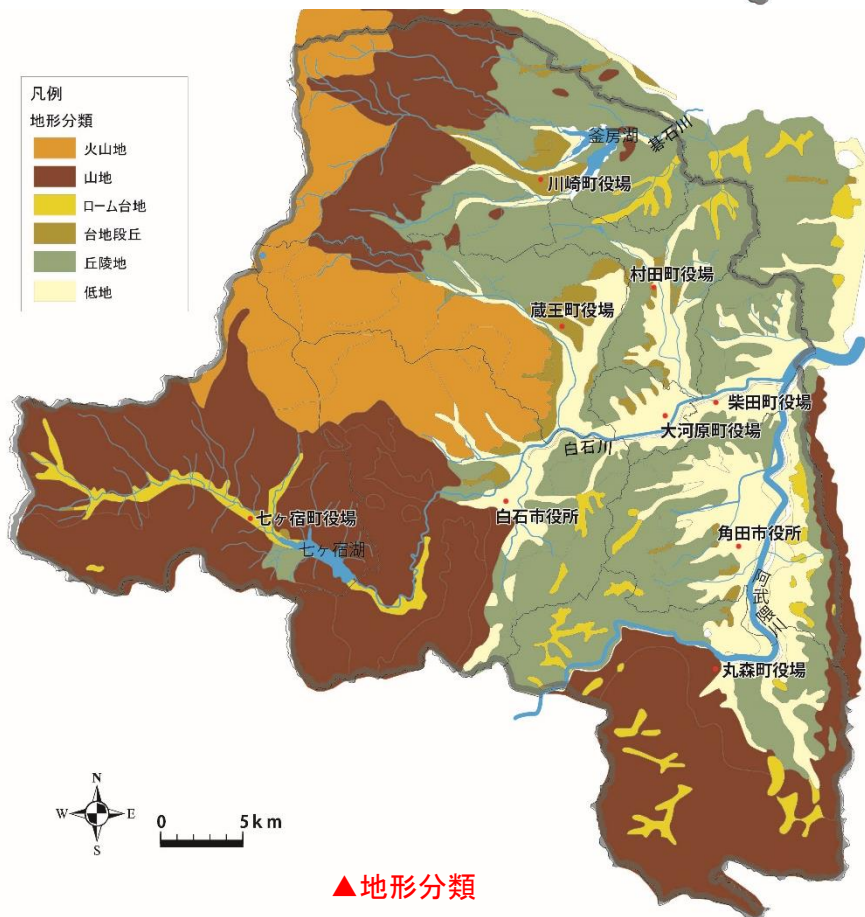 凡例
地形分類
火山地
山地
ローム台地
台地段丘
丘陵地
低地
釜房湖
碁石川
川崎町役場
村田町役場
蔵王町役場
柴田町役場
大河原町役場
白石川
白石市役所
七ヶ宿町役場
七ヶ宿湖
角田市役所
阿武隈川
丸森町役場
N
W E
S
0 5km
▲地形分類